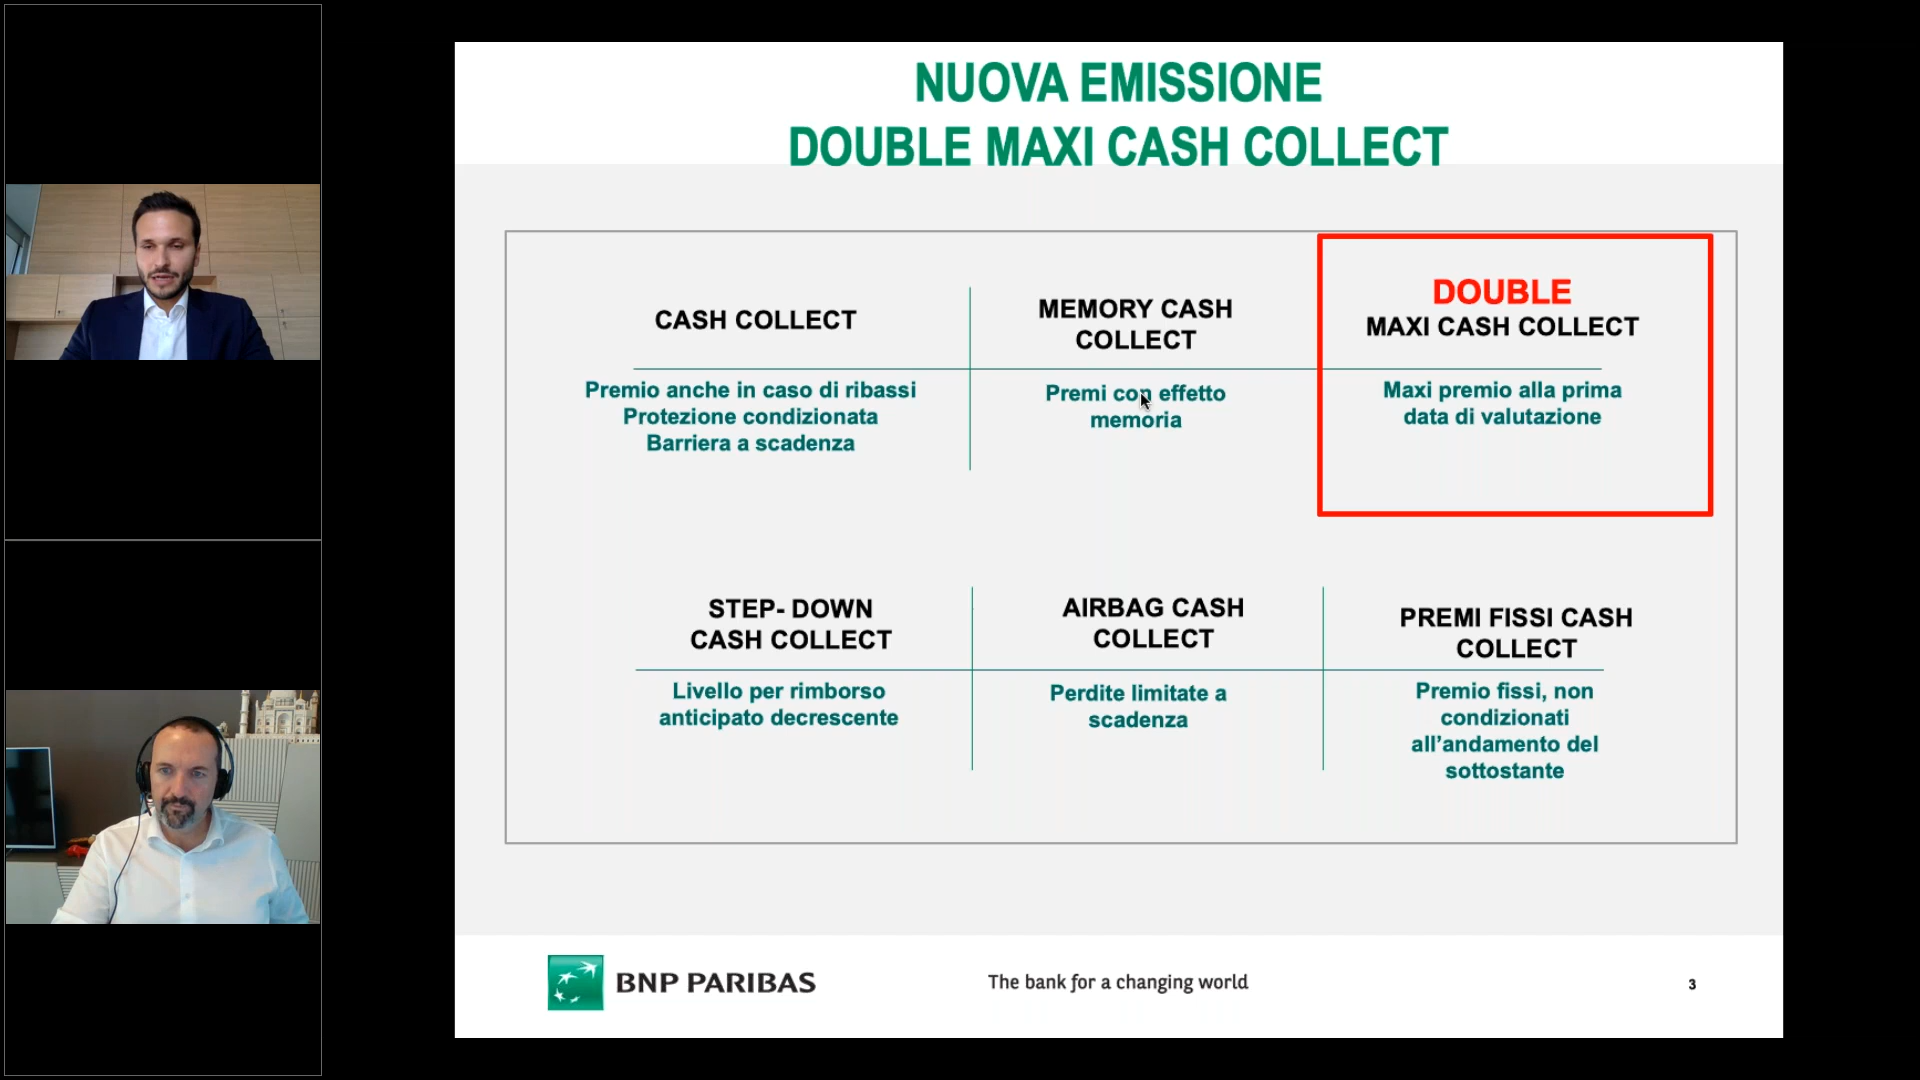 NUOVA EMISSIONE
DOUBLE MAXI CASH COLLECT
CASH COLLECT
Premio anche in caso di ribassi
Protezione condizionata
Barriera a scadenza
MEMORY CASH
COLLECT
Premi con effetto
memoria
DOUBLE
MAXI CASH COLLECT
Maxi premio alla prima
data di valutazione
STEP- DOWN
CASH COLLECT
Livello per rimborso
anticipato decrescente
AIRBAG CASH
COLLECT
Perdite limitate a
scadenza
PREMI FISSI CASH
COLLECT
Premio fissi, non
condizionati
all’andamento del
sottostante
BNP PARIBAS
The bank for a changing world
3